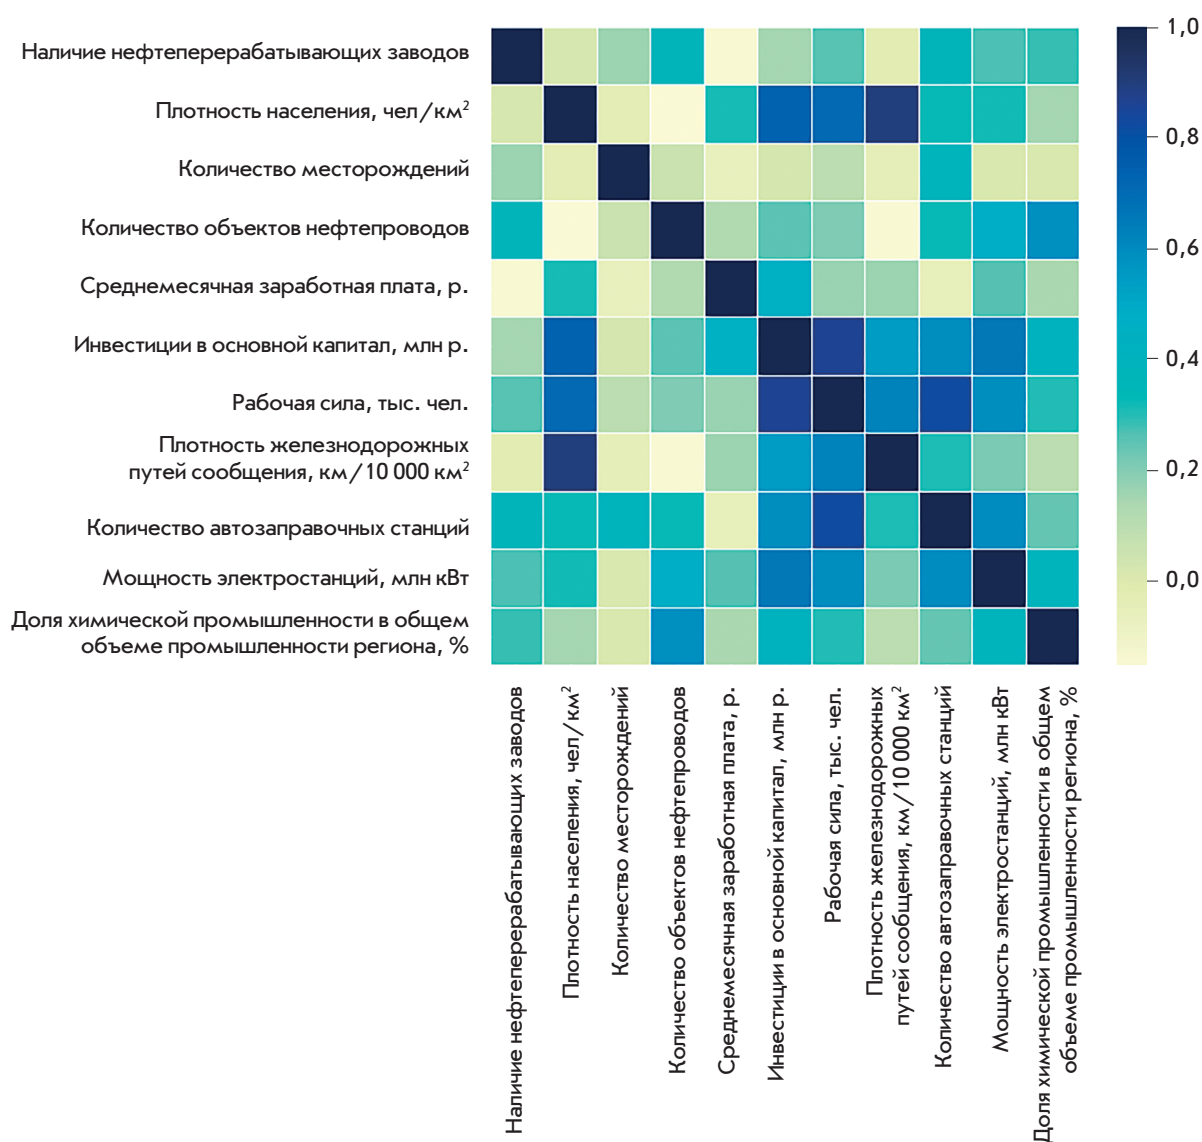 Наличие нефтеперерабатывающих заводов
Плотность населения, чел/км²
Количество месторождений
Количество объектов нефтепроводов
Среднемесячная заработная плата, р.
Инвестиции в основной капитал, млн р.
Рабочая сила, тыс. чел.
Плотность железнодорожных
путей сообщения, км/10 000 км²
Количество автозаправочных станций
Мощность электростанций, млн кВт
Доля химической промышленности в общем
объеме промышленности региона, %
1,0
0,8
0,6
0,4
0,2
0,0
Наличие нефтеперерабатывающих заводов
Плотность населения, чел/км²
Количество месторождений
Количество объектов нефтепроводов
Среднемесячная заработная плата, р.
Инвестиции в основной капитал, млн р.
Рабочая сила, тыс. чел.
Плотность железнодорожных
путей сообщения, км/10 000 км²
Количество автозаправочных станций
Мощность электростанций, млн кВт
Доля химической промышленности в общем
объеме промышленности региона, %